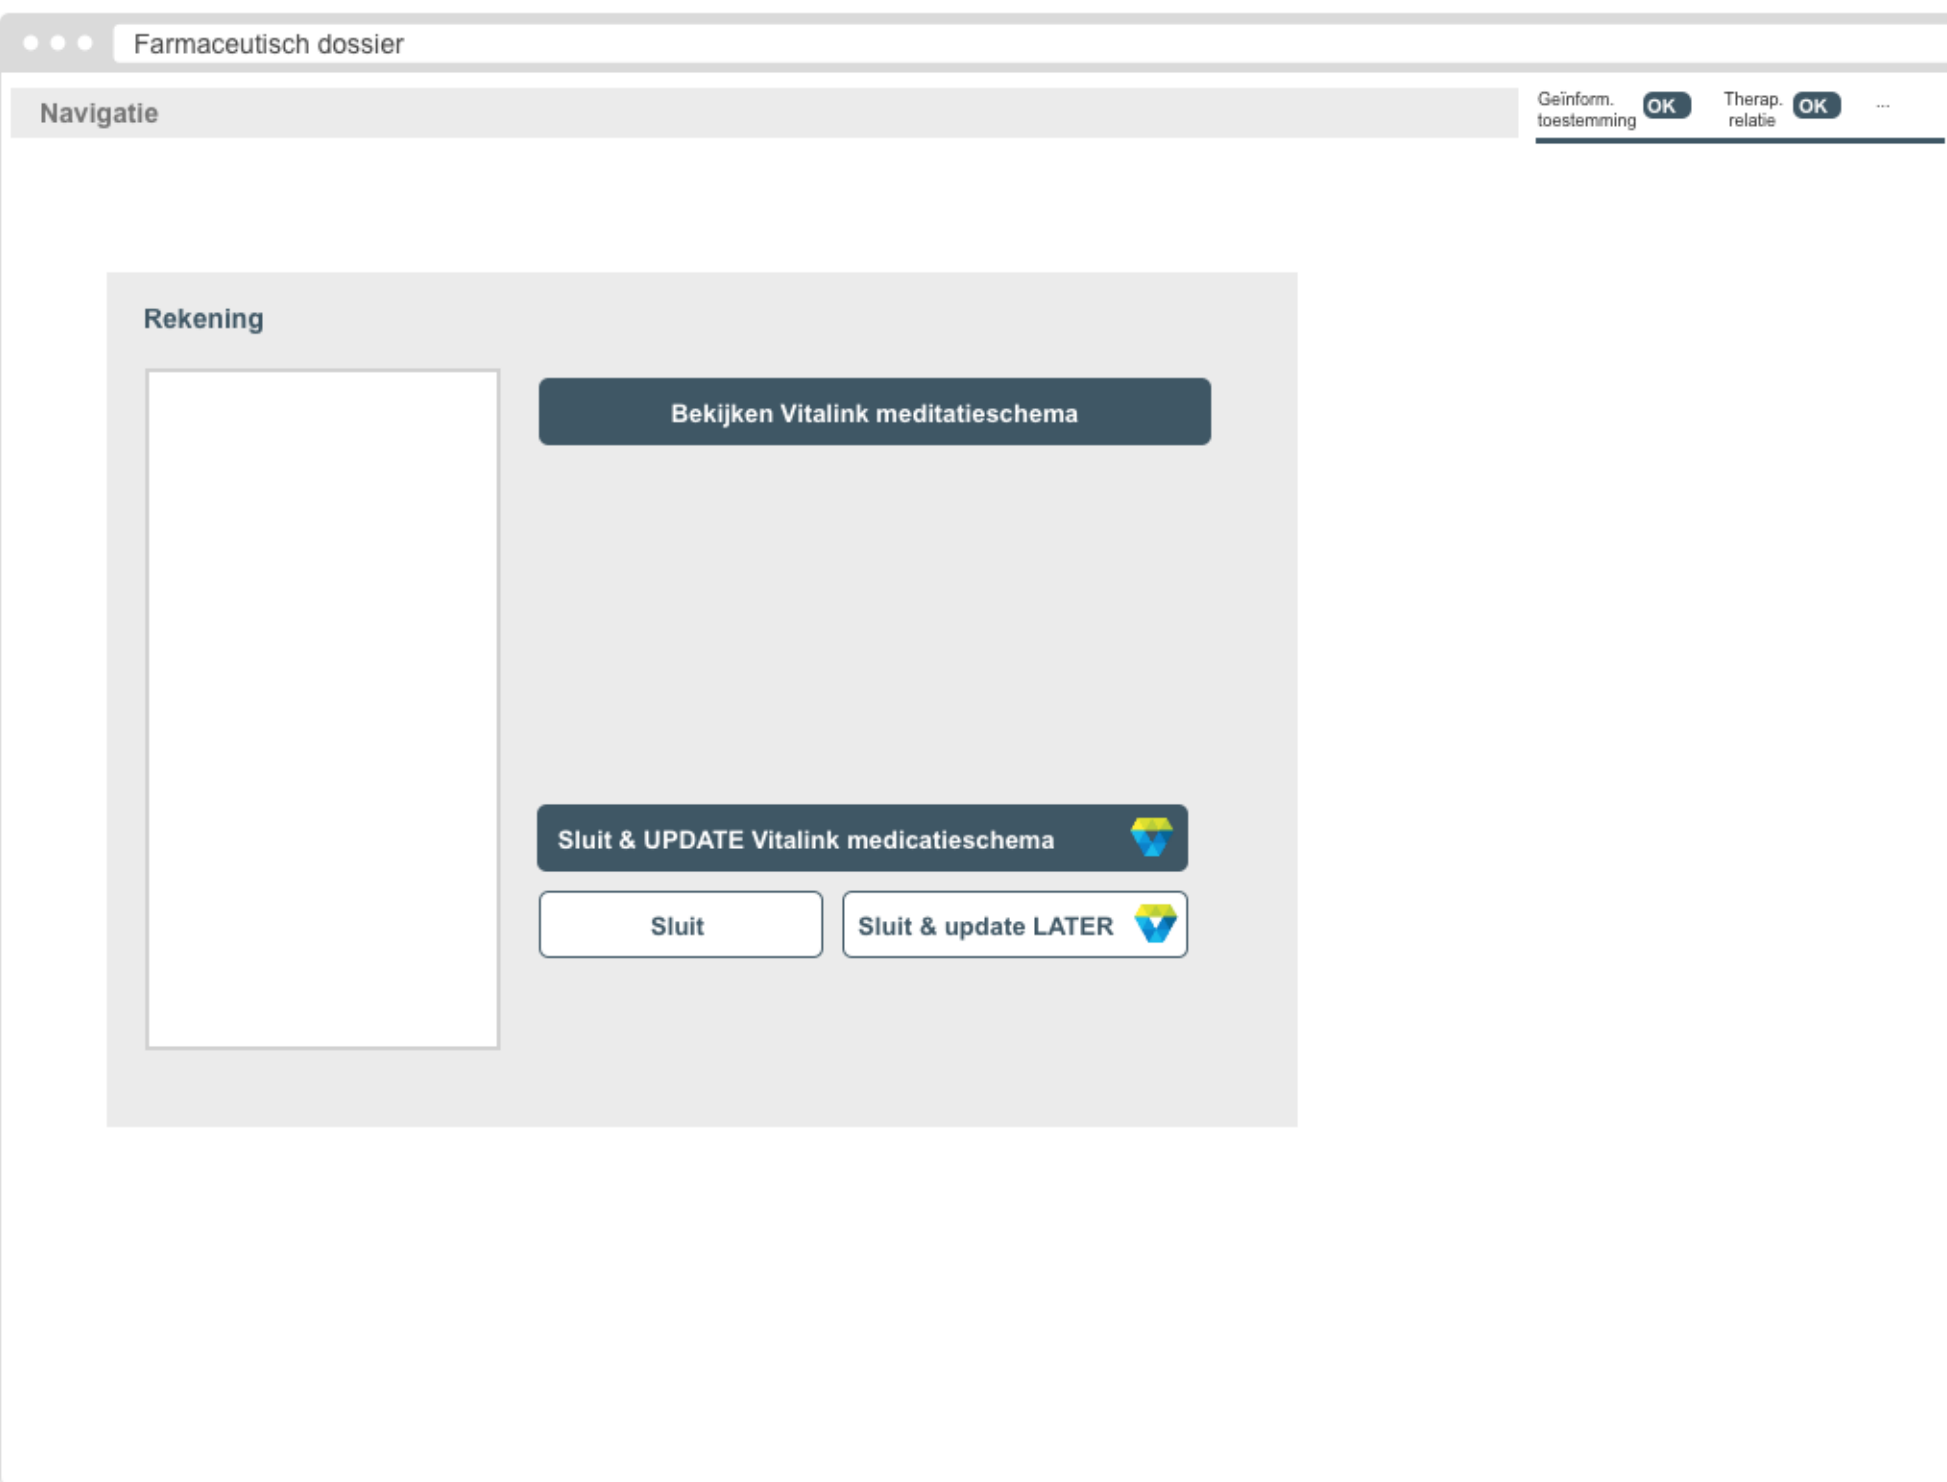 Farmaceutisch dossier
Navigatie
Geïnform.
toestemming
OK
Therap.
relatie
OK
...
Rekening
Bekijken Vitalink meditatieschema
Sluit & UPDATE Vitalink medicatieschema
Sluit
Sluit & update LATER